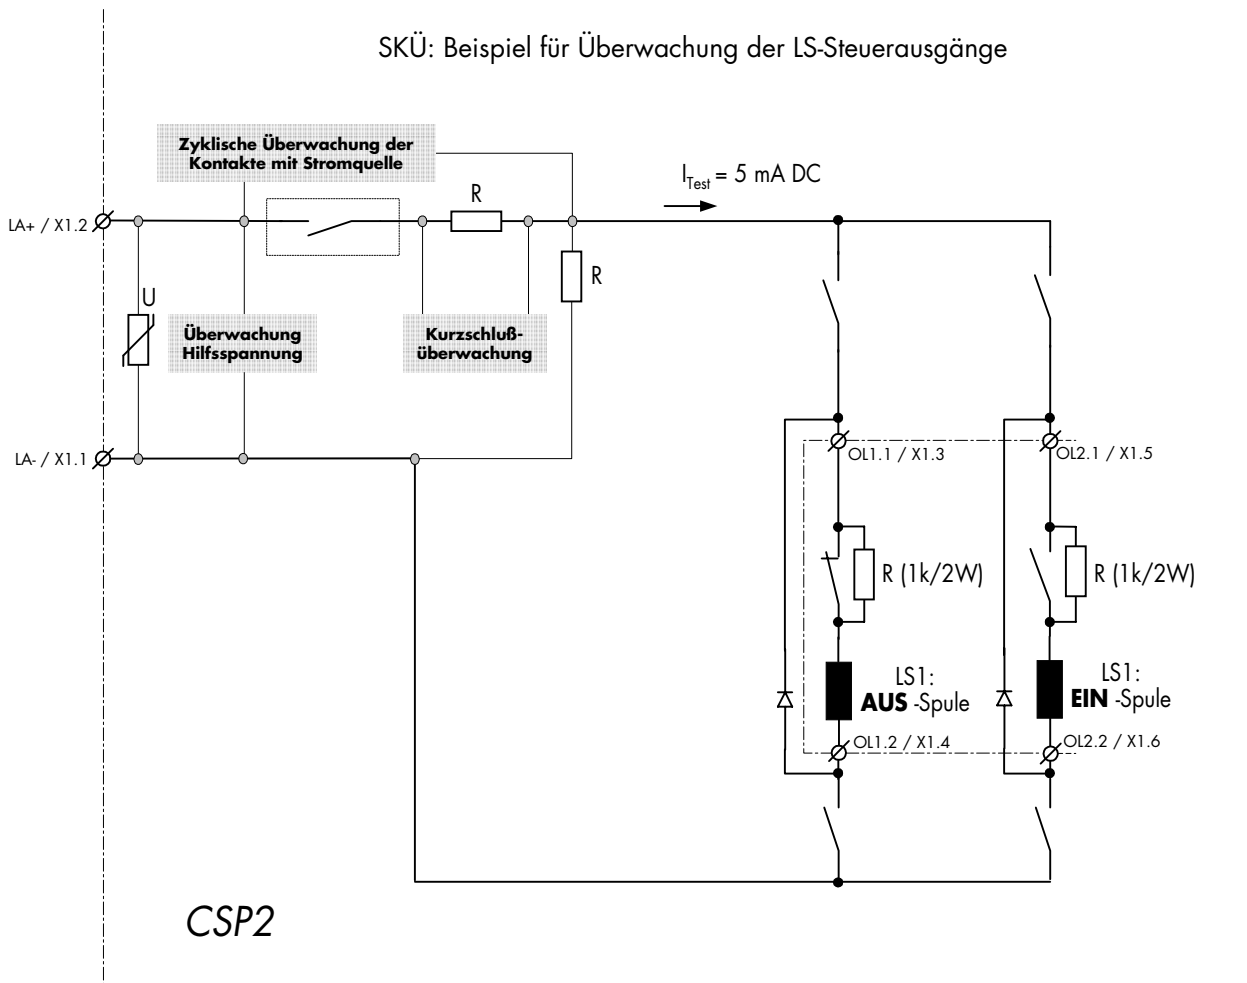 SKÜ: Beispiel für Überwachung der LS-Steuerausgänge
Zyklische Überwachung der
Kontakte mit Stromquelle
I Test = 5 mA DC
R
LA+ / X1.2
R
U
Überwachung
Hilfsspannung
Kurzschluß-
überwachung
LA- / X1.1
OL1.1 / X1.3
OL2.1 / X1.5
R (1k/2W)
R (1k/2W)
LS1:
AUS -Spule
LS1:
EIN -Spule
OL1.2 / X1.4
OL2.2 / X1.6
CSP2